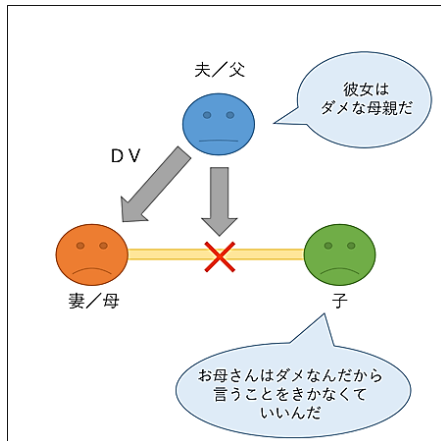 夫／父
彼女は
ダメな母親だ
ＤＶ
妻／母
子
お母さんはダメなんだから
言うことをきかなくて
いいんだ